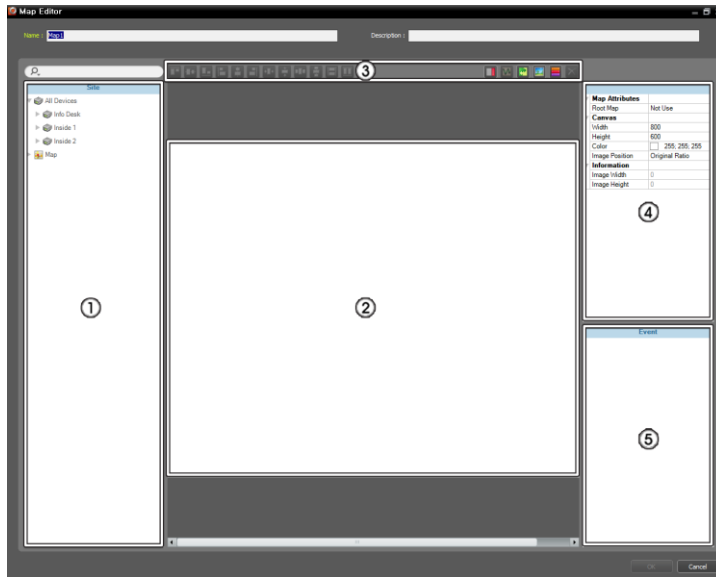 Map Editor
Name : Map1
Description :
③
Site
All Devices
Info Desk
Inside 1
Inside 2
Map
①
②
Map Attributes
Root Map Not Use
Canvas
Width 800
Height 600
Color 255; 255; 255
Image Position Original Ratio
Information
Image Width 0
Image Height 0
④
Event
⑤
Ok
Cancel